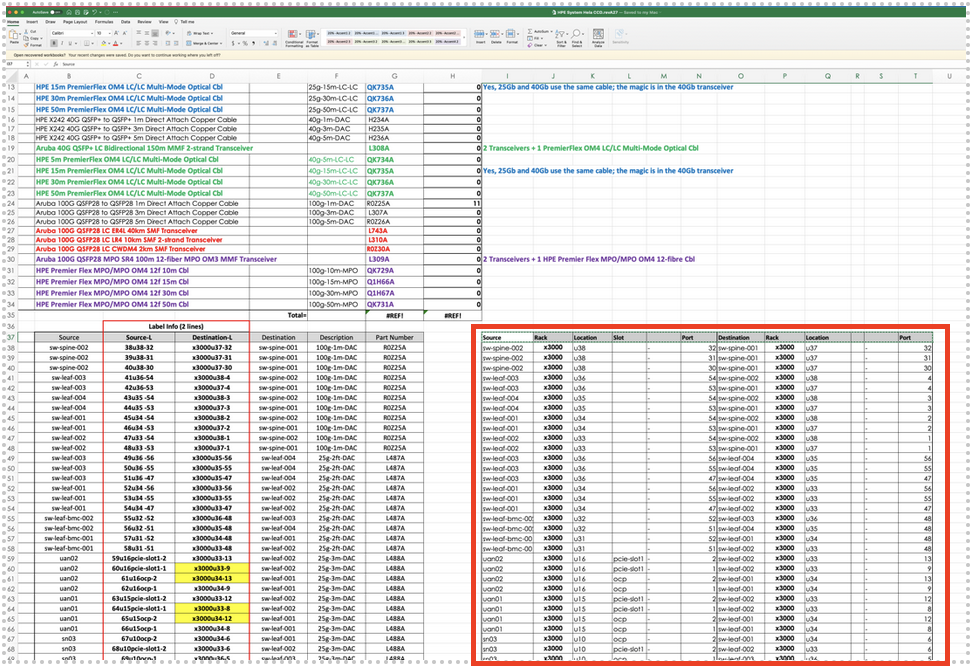 HPE System Hela CCD.revA27 — Saved to my Mac
Home Insert Draw Page Layout Formulas Data Review View Tell me
Open recovered workbooks? Your recent changes were saved. Do you want to continue working where you left off?
B C D E F G H I J K L M N O P Q R S T U
13 HPE 15m PremierFlex OM4 LC/LC Multi-Mode Optical Cbl 25g-15m-LC-LC QK735A 0 Yes, 25Gb and 40Gb use the same cable; the magic is in the 40Gb transceiver
14 HPE 30m PremierFlex OM4 LC/LC Multi-Mode Optical Cbl 25g-30m-LC-LC QK736A 0
15 HPE 50m PremierFlex OM4 LC/LC Multi-Mode Optical Cbl 25g-50m-LC-LC QK737A 0
16 HPE X242 40G QSFP+ to QSFP+ 1m Direct Attach Copper Cable 40g-1m-DAC H234A 0
17 HPE X242 40G QSFP+ to QSFP+ 3m Direct Attach Copper Cable 40g-3m-DAC H235A 0
18 HPE X242 40G QSFP+ to QSFP+ 5m Direct Attach Copper Cable 40g-5m-DAC H236A 0
19 Aruba 40G QSFP+ LC Bidirectional 150m MMF 2-strand Transceiver L308A 0 2 Transceivers + 1 PremierFlex OM4 LC/LC Multi-Mode Optical Cbl
20 HPE 5m PremierFlex OM4 LC/LC Multi-Mode Optical Cbl 40g-5m-LC-LC QK734A 0
21 HPE 15m PremierFlex OM4 LC/LC Multi-Mode Optical Cbl 40g-15m-LC-LC QK735A 0 Yes, 25Gb and 40Gb use the same cable; the magic is in the 40Gb transceiver
22 HPE 30m PremierFlex OM4 LC/LC Multi-Mode Optical Cbl 40g-30m-LC-LC QK736A 0
23 HPE 50m PremierFlex OM4 LC/LC Multi-Mode Optical Cbl 40g-50m-LC-LC QK737A 0
24 Aruba 100G QSFP28 to QSFP28 1m Direct Attach Copper Cable 100g-1m-DAC R0Z25A 11
25 Aruba 100G QSFP28 to QSFP28 3m Direct Attach Copper Cable 100g-3m-DAC L307A 0
26 Aruba 100G QSFP28 to QSFP28 5m Direct Attach Copper Cable 100g-5m-DAC R0Z26A 0
27 Aruba 100G QSFP28 LC ER4L 40km SMF Transceiver L743A 0
28 Aruba 100G QSFP28 LC LR4 10km SMF 2-strand Transceiver L310A 0
29 Aruba 100G QSFP28 LC CWDM4 2km SMF Transceiver R0Z30A 0
30 Aruba 100G QSFP28 MPO SR4 100m 12-fiber MPO OM3 MMF Transceiver L309A 0 2 Transceivers + 1 HPE Premier Flex MPO/MPO OM4 12-fibre Cbl
31 HPE Premier Flex MPO/MPO OM4 12f 10m Cbl 100g-10m-MPO QK729A 0
32 HPE Premier Flex MPO/MPO OM4 12f 15m Cbl 100g-15m-MPO Q1H66A 0
33 HPE Premier Flex MPO/MPO OM4 12f 30m Cbl 100g-30m-MPO Q1H67A 0
34 HPE Premier Flex MPO/MPO OM4 12f 50m Cbl 100g-50m-MPO QK731A 0
35 Total= #REF! #REF!
36 Label Info (2 lines)
37 Source Source-L Destination-L Destination Description Part Number Source Rack Location Slot Port Destination Rack Location Port
38 sw-spine-002 38u38-32 x3000u37-32 sw-spine-001 100g-1m-DAC R0Z25A sw-spine-002 x3000 u38 - 32 sw-spine-001 x3000 u37 - 32
39 sw-spine-002 39u38-31 x3000u37-31 sw-spine-001 100g-1m-DAC R0Z25A sw-spine-002 x3000 u38 - 31 sw-spine-001 x3000 u37 - 31
40 sw-spine-002 40u38-30 x3000u37-30 sw-spine-001 100g-1m-DAC R0Z25A sw-spine-002 x3000 u38 - 30 sw-spine-001 x3000 u37 - 30
41 sw-leaf-003 41u36-54 x3000u38-4 sw-spine-002 100g-1m-DAC R0Z25A sw-leaf-003 x3000 u36 - 54 sw-spine-002 x3000 u38 - 4
42 sw-leaf-003 42u36-53 x3000u37-4 sw-spine-001 100g-1m-DAC R0Z25A sw-leaf-003 x3000 u36 - 53 sw-spine-001 x3000 u37 - 4
43 sw-leaf-004 43u35 -54 x3000u38-3 sw-spine-002 100g-1m-DAC R0Z25A sw-leaf-004 x3000 u35 - 54 sw-spine-002 x3000 u38 - 3
44 sw-leaf-004 44u35 -53 x3000u37-3 sw-spine-001 100g-1m-DAC R0Z25A sw-leaf-004 x3000 u35 - 53 sw-spine-001 x3000 u37 - 3
45 sw-leaf-001 45u34 -54 x3000u38-2 sw-spine-002 100g-1m-DAC R0Z25A sw-leaf-001 x3000 u34 - 54 sw-spine-002 x3000 u38 - 2
46 sw-leaf-001 46u34 -53 x3000u37-2 sw-spine-001 100g-1m-DAC R0Z25A sw-leaf-001 x3000 u34 - 53 sw-spine-001 x3000 u37 - 2
47 sw-leaf-002 47u33 -54 x3000u38-1 sw-spine-002 100g-1m-DAC R0Z25A sw-leaf-002 x3000 u33 - 54 sw-spine-002 x3000 u38 - 1
48 sw-leaf-002 48u33 -53 x3000u37-1 sw-spine-001 100g-1m-DAC R0Z25A sw-leaf-002 x3000 u33 - 53 sw-spine-001 x3000 u37 - 1
49 sw-leaf-003 49u36 -56 x3000u35-56 sw-leaf-004 25g-2ft-DAC L487A sw-leaf-003 x3000 u36 - 56 sw-leaf-004 x3000 u35 - 56
50 sw-leaf-003 50u36 -55 x3000u35-55 sw-leaf-004 25g-2ft-DAC L487A sw-leaf-003 x3000 u36 - 55 sw-leaf-004 x3000 u35 - 55
51 sw-leaf-003 51u36 -47 x3000u35-47 sw-leaf-004 25g-2ft-DAC L487A sw-leaf-003 x3000 u36 - 47 sw-leaf-004 x3000 u35 - 47
52 sw-leaf-001 52u34 -56 x3000u33-56 sw-leaf-002 25g-2ft-DAC L487A sw-leaf-001 x3000 u34 - 56 sw-leaf-002 x3000 u33 - 56
53 sw-leaf-001 53u34 -55 x3000u33-55 sw-leaf-002 25g-2ft-DAC L487A sw-leaf-001 x3000 u34 - 55 sw-leaf-002 x3000 u33 - 55
54 sw-leaf-001 54u34 -47 x3000u33-47 sw-leaf-002 25g-2ft-DAC L487A sw-leaf-001 x3000 u34 - 47 sw-leaf-002 x3000 u33 - 47
55 sw-leaf-bmc-002 55u32 -52 x3000u36-48 sw-leaf-003 25g-2ft-DAC L487A sw-leaf-bmc-00 x3000 u32 - 52 sw-leaf-003 x3000 u36 - 48
56 sw-leaf-bmc-002 56u32 -51 x3000u35-48 sw-leaf-004 25g-2ft-DAC L487A sw-leaf-bmc-00 x3000 u32 - 51 sw-leaf-004 x3000 u35 - 48
57 sw-leaf-bmc-001 57u31 -52 x3000u34-48 sw-leaf-001 25g-2ft-DAC L487A sw-leaf-bmc-00 x3000 u31 - 52 sw-leaf-001 x3000 u34 - 48
58 sw-leaf-bmc-001 58u31 -51 x3000u33-48 sw-leaf-002 25g-2ft-DAC L487A sw-leaf-bmc-00 x3000 u31 - 51 sw-leaf-002 x3000 u33 - 48
59 uan02 59u16pcie-slot1-2 x3000u33-13 sw-leaf-002 25g-3m-DAC L488A uan02 x3000 u16 pcie-slot1 - 2 sw-leaf-002 x3000 u33 - 13
60 uan02 60u16pcie-slot1-1 x3000u33-9 sw-leaf-002 25g-3m-DAC L488A uan02 x3000 u16 pcie-slot1 - 1 sw-leaf-002 x3000 u33 - 9
61 uan02 61u16ocp-2 x3000u34-13 sw-leaf-001 25g-3m-DAC L488A uan02 x3000 u16 ocp - 2 sw-leaf-001 x3000 u34 - 13
62 uan02 62u16ocp-1 x3000u34-9 sw-leaf-001 25g-3m-DAC L488A uan02 x3000 u16 ocp - 1 sw-leaf-001 x3000 u34 - 9
63 uan01 63u15pcie-slot1-2 x3000u33-12 sw-leaf-002 25g-3m-DAC L488A uan01 x3000 u15 pcie-slot1 - 2 sw-leaf-002 x3000 u33 - 12
64 uan01 64u15pcie-slot1-1 x3000u33-8 sw-leaf-002 25g-3m-DAC L488A uan01 x3000 u15 pcie-slot1 - 1 sw-leaf-002 x3000 u33 - 8
65 uan01 65u15ocp-2 x3000u34-12 sw-leaf-001 25g-3m-DAC L488A uan01 x3000 u15 ocp - 2 sw-leaf-001 x3000 u34 - 12
66 uan01 66u15ocp-1 x3000u34-8 sw-leaf-001 25g-3m-DAC L488A uan01 x3000 u15 ocp - 1 sw-leaf-001 x3000 u34 - 8
67 sn03 67u10ocp-2 x3000u34-6 sw-leaf-001 25g-3m-DAC L488A sn03 x3000 u10 ocp - 2 sw-leaf-001 x3000 u34 - 6
68 sn03 68u10pcie-slot1-2 x3000u33-6 sw-leaf-002 25g-3m-DAC L488A sn03 x3000 u10 pcie-slot1 - 2 sw-leaf-002 x3000 u33 - 6